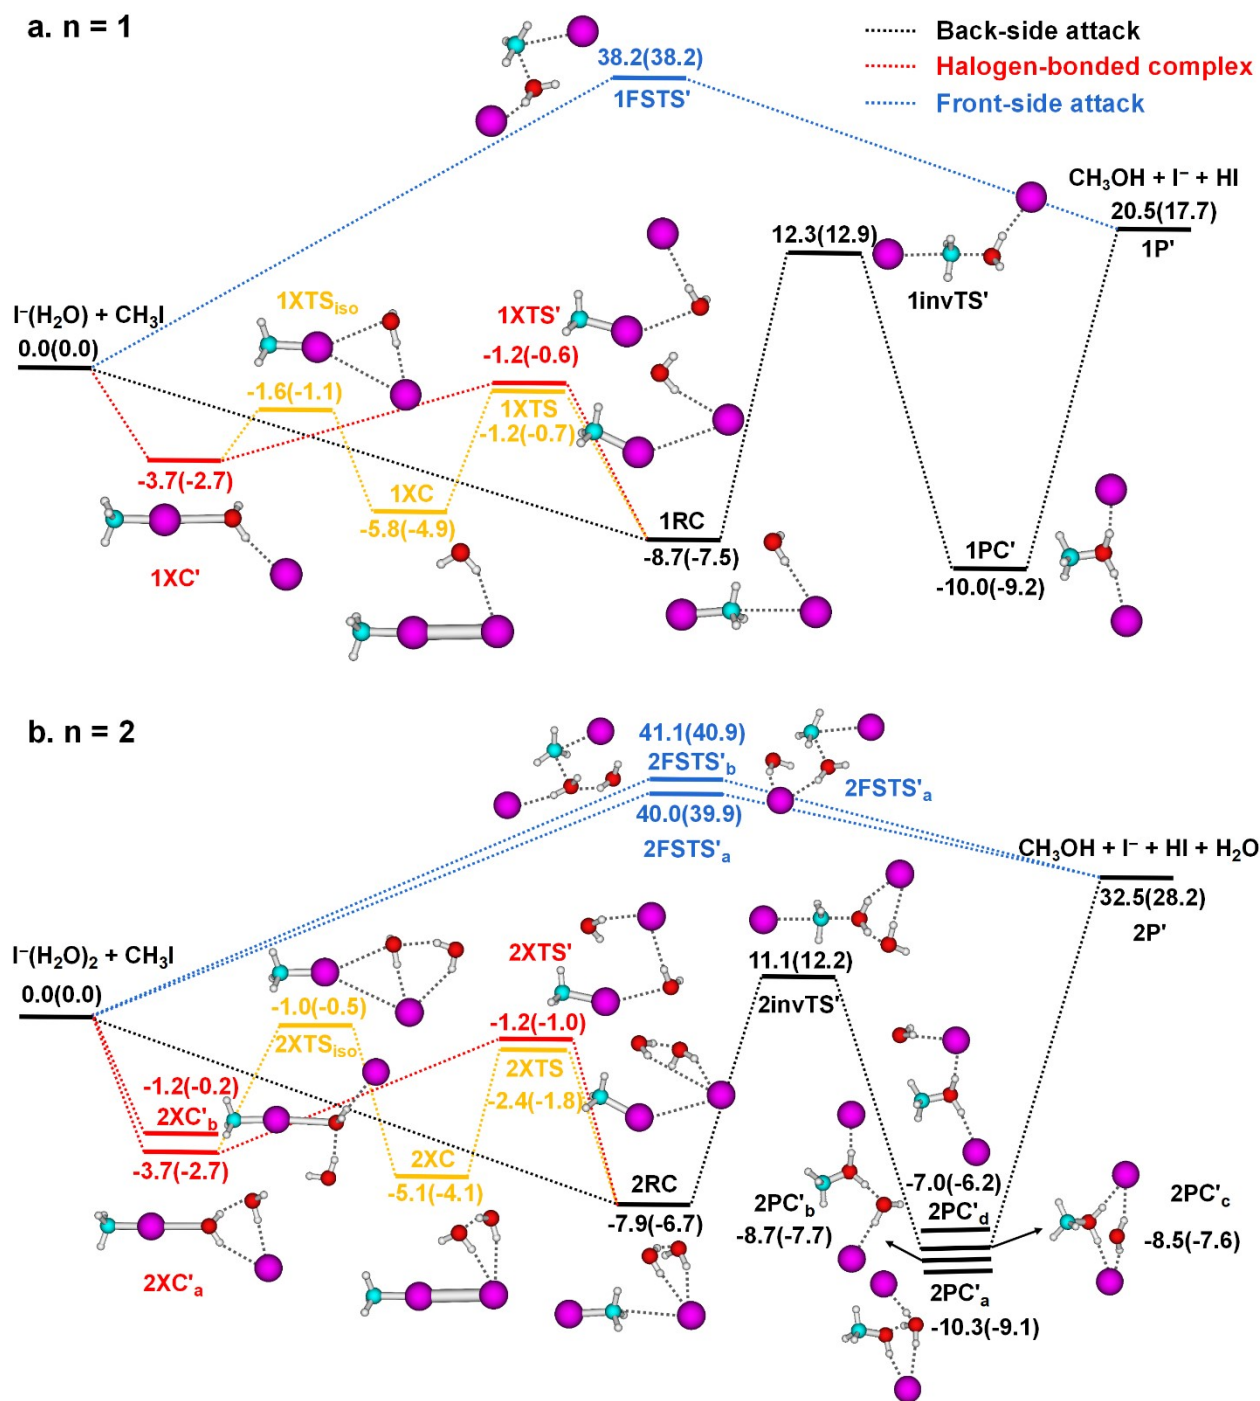 a. n = 1
Back-side attack
Halogen-bonded complex
Front-side attack
38.2(38.2)
1FSTS'
CH₃OH + I⁻ + HI
20.5(17.7)
1P'
12.3(12.9)
1invTS'
I⁻(H₂O) + CH₃I
0.0(0.0)
1XTSiso
-1.6(-1.1)
1XTS'
-1.2(-0.6)
1XTS
-1.2(-0.7)
-3.7(-2.7)
1XC'
1XC
-5.8(-4.9)
1RC
-8.7(-7.5)
1PC'
-10.0(-9.2)
b. n = 2
41.1(40.9)
2FSTS'b
40.0(39.9)
2FSTS'a
2FSTS'a
CH₃OH + I⁻ + HI + H₂O
32.5(28.2)
2P'
11.1(12.2)
2invTS'
I⁻(H₂O)₂ + CH₃I
0.0(0.0)
-1.0(-0.5)
2XTSiso
2XTS'
-1.2(-1.0)
2XTS
-2.4(-1.8)
-1.2(-0.2)
2XC'b
-3.7(-2.7)
2XC'a
2XC
-5.1(-4.1)
2RC
-7.9(-6.7)
2PC'b
-8.7(-7.7)
-7.0(-6.2)
2PC'd
2PC'c
-8.5(-7.6)
2PC'a
-10.3(-9.1)